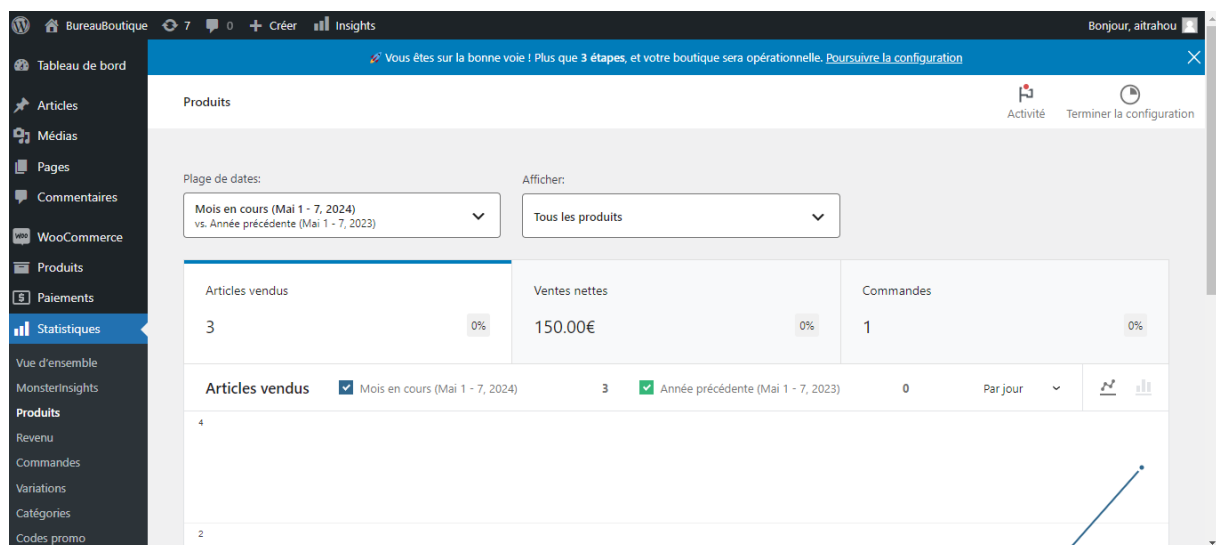 BureauBoutique 7 0 + Créer Insights Bonjour, aitrahou
🚀 Vous êtes sur la bonne voie ! Plus que 3 étapes, et votre boutique sera opérationnelle. Poursuivre la configuration
Tableau de bord
Articles
Médias
Pages
Commentaires
WooCommerce
Produits
Paiements
Statistiques
Vue d'ensemble
MonsterInsights
Produits
Revenu
Commandes
Variations
Catégories
Codes promo
Produits
Activité
Terminer la configuration
Plage de dates:
Mois en cours (Mai 1 - 7, 2024)
vs. Année précédente (Mai 1 - 7, 2023)
Afficher:
Tous les produits
Articles vendus
3 0%
Ventes nettes
150.00€ 0%
Commandes
1 0%
Articles vendus Mois en cours (Mai 1 - 7, 2024) 3 Année précédente (Mai 1 - 7, 2023) 0 Par jour
4
2